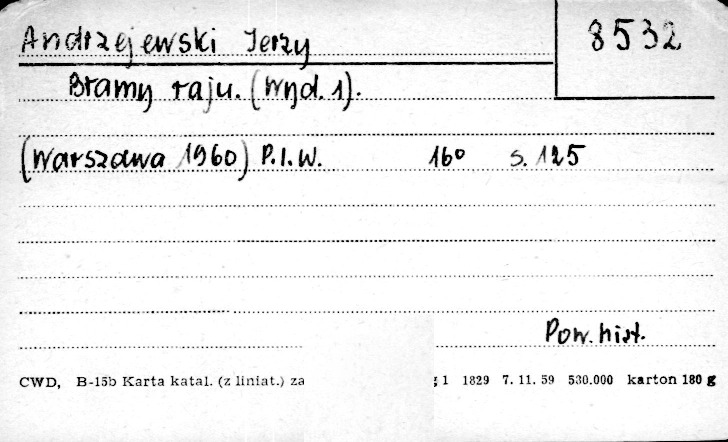 Andrzejewski Jerzy 8532
Bramy raju. (Wyd. 1).
(Warszawa 1960) P.I.W. 16° s. 125
Pow. hist.
CWD, B-15b Karta katal. (z liniat.) za 1 1829 7. 11. 59 530.000 karton 180 g